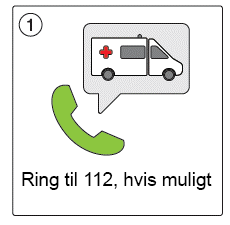 1
Ring til 112, hvis muligt